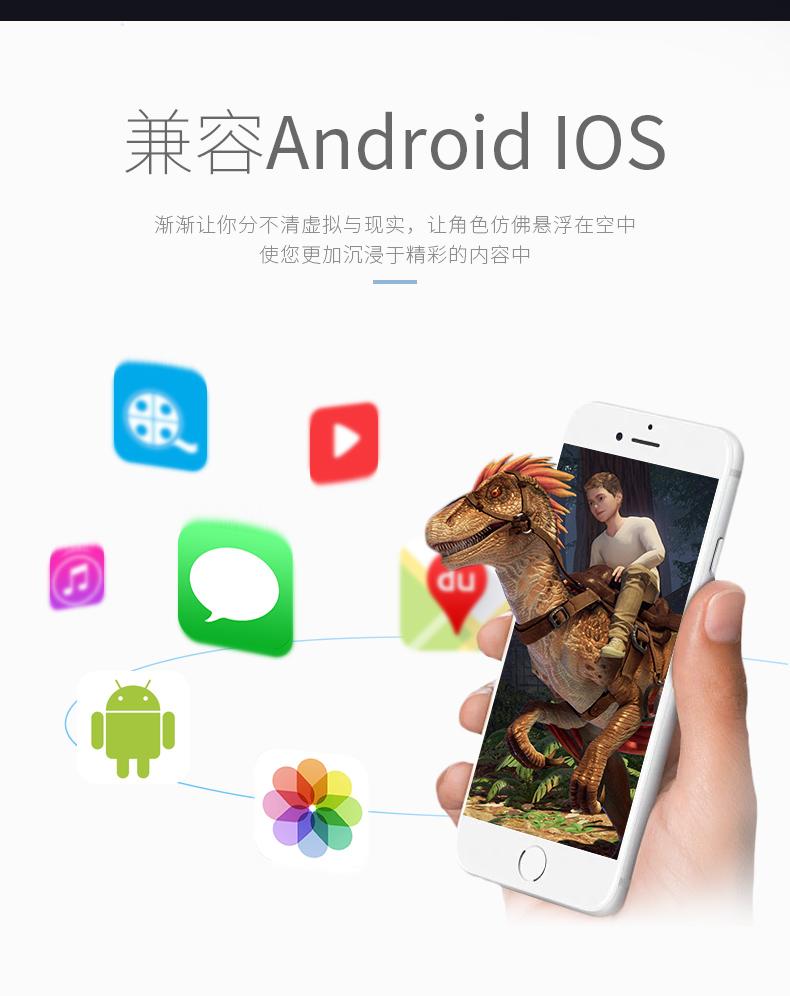 兼容Android IOS
渐渐让你分不清虚拟与现实，让角色仿佛悬浮在空中
使您更加沉浸于精彩的内容中
du